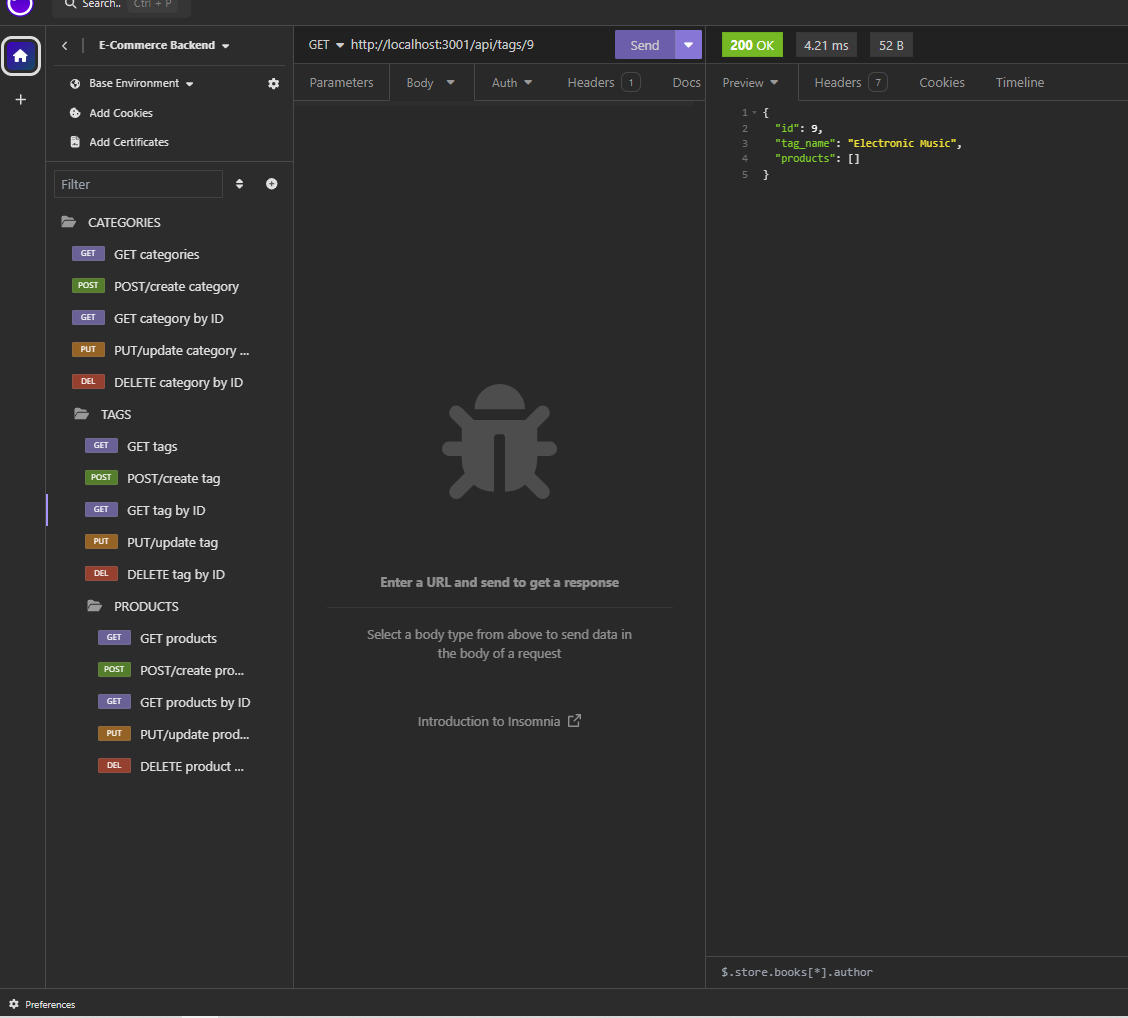 Search.. Ctrl + P
E-Commerce Backend
Base Environment
Add Cookies
Add Certificates
Filter
CATEGORIES
GET GET categories
POST POST/create category
GET GET category by ID
PUT PUT/update category ...
DEL DELETE category by ID
TAGS
GET GET tags
POST POST/create tag
GET GET tag by ID
PUT PUT/update tag
DEL DELETE tag by ID
PRODUCTS
GET GET products
POST POST/create pro...
GET GET products by ID
PUT PUT/update prod...
DEL DELETE product ...
GET http://localhost:3001/api/tags/9 Send
Parameters Body Auth Headers 1 Docs
Enter a URL and send to get a response
Select a body type from above to send data in
the body of a request
Introduction to Insomnia
200 OK 4.21 ms 52 B
Preview Headers 7 Cookies Timeline
1 {
2 "id": 9,
3 "tag_name": "Electronic Music",
4 "products": []
5 }
$.store.books[*].author
Preferences